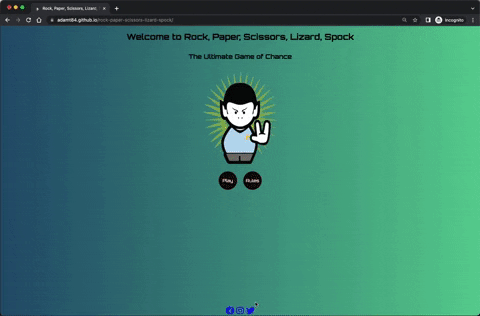 Rock, Paper, Scissors, Lizard,
adamt84.github.io/rock-paper-scissors-lizard-spock/
Incognito
Welcome to Rock, Paper, Scissors, Lizard, Spock
The Ultimate Game of Chance
Play
Rules